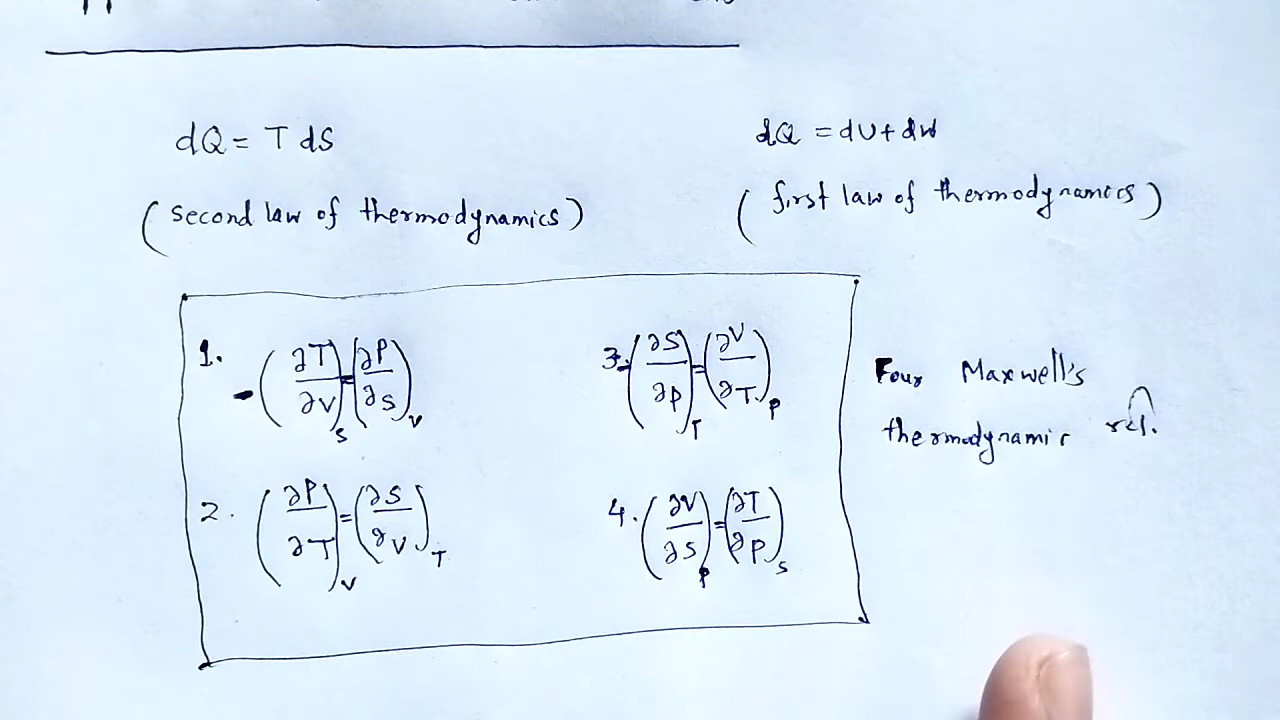 dQ = T dS
(second law of thermodynamics)
dQ = dU + dW
(first law of thermodynamics)
1. -(∂T/∂V)_S = (∂P/∂S)_V
2. (∂P/∂T)_V = (∂S/∂V)_T
3. -(∂S/∂P)_T = (∂V/∂T)_P
4. (∂V/∂S)_P = (∂T/∂P)_S
Four Maxwell's
thermodynamic rel.